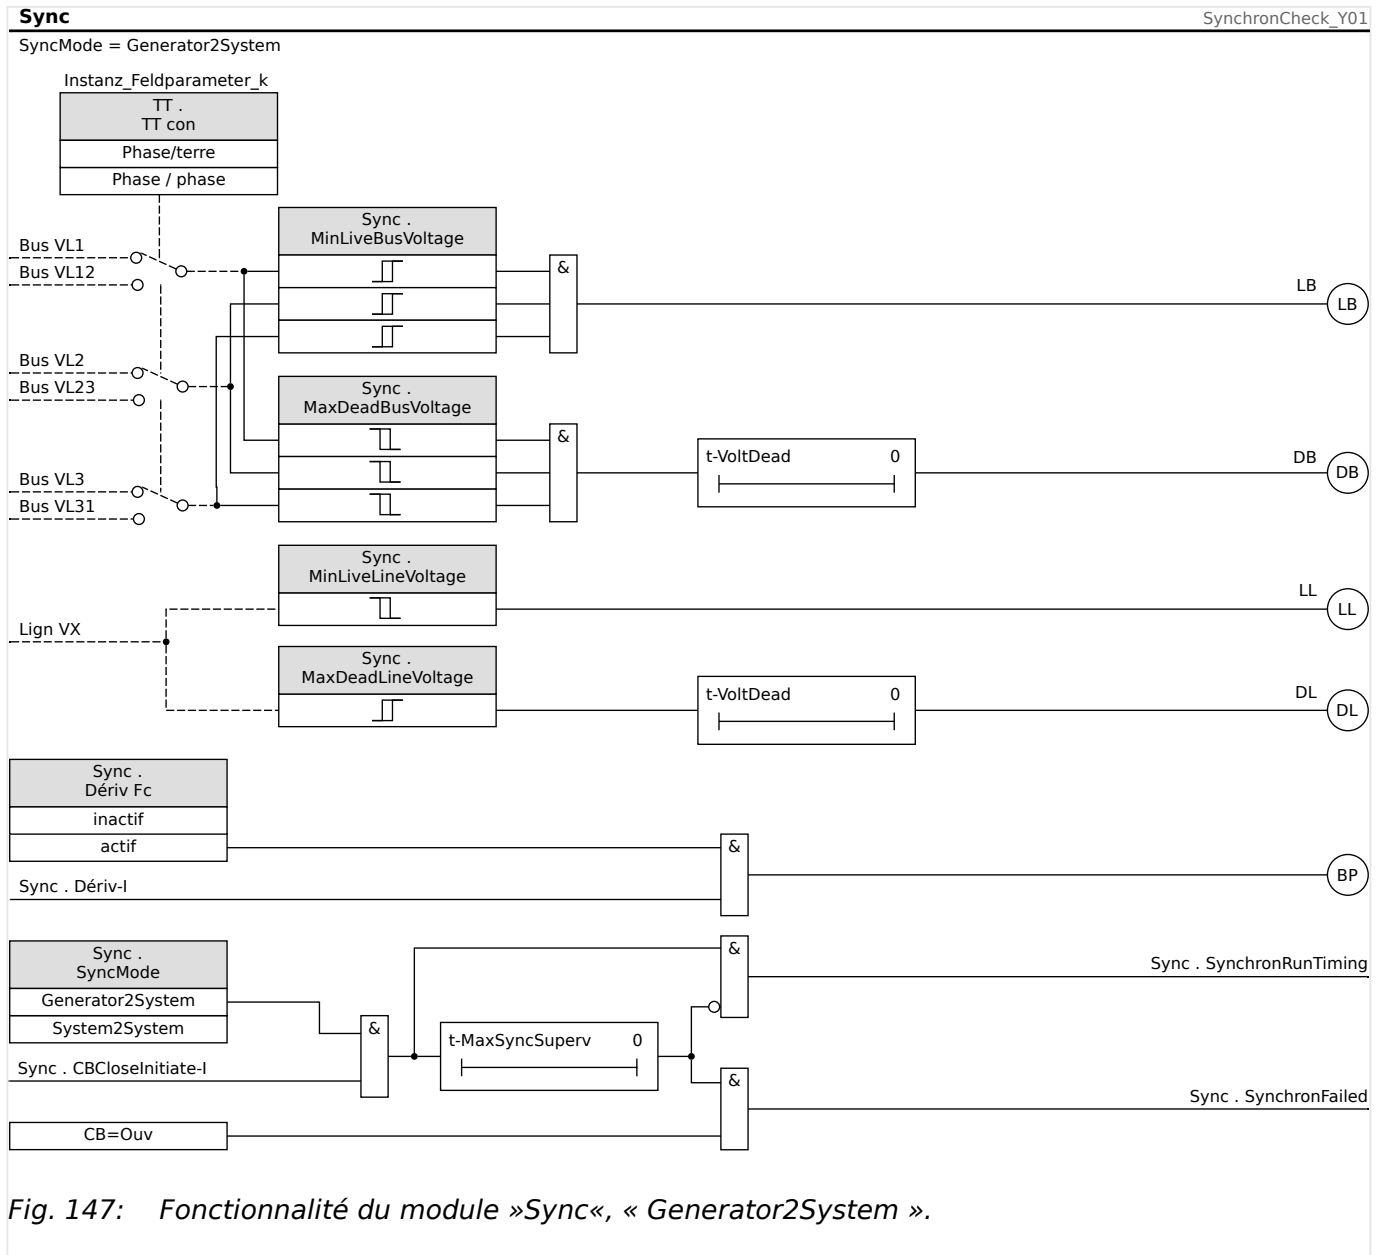 Sync
SynchronCheck_Y01
SyncMode = Generator2System
Instanz_Feldparameter_k
TT .
TT con
Phase/terre
Phase / phase
Sync .
MinLiveBusVoltage
Bus VL1
Bus VL12
&
LB
LB
Bus VL2
Bus VL23
Sync .
MaxDeadBusVoltage
&
t-VoltDead 0
DB
DB
Bus VL3
Bus VL31
Sync .
MinLiveLineVoltage
LL
LL
Lign VX
Sync .
MaxDeadLineVoltage
t-VoltDead 0
DL
DL
Sync .
Dériv Fc
inactif
actif
&
Sync . Dériv-I
BP
Sync .
SyncMode
Generator2System
System2System
&
Sync . SynchronRunTiming
&
t-MaxSyncSuperv 0
Sync . CBCloseInitiate-I
&
Sync . SynchronFailed
CB=Ouv
Fig. 147: Fonctionnalité du module »Sync«, « Generator2System ».